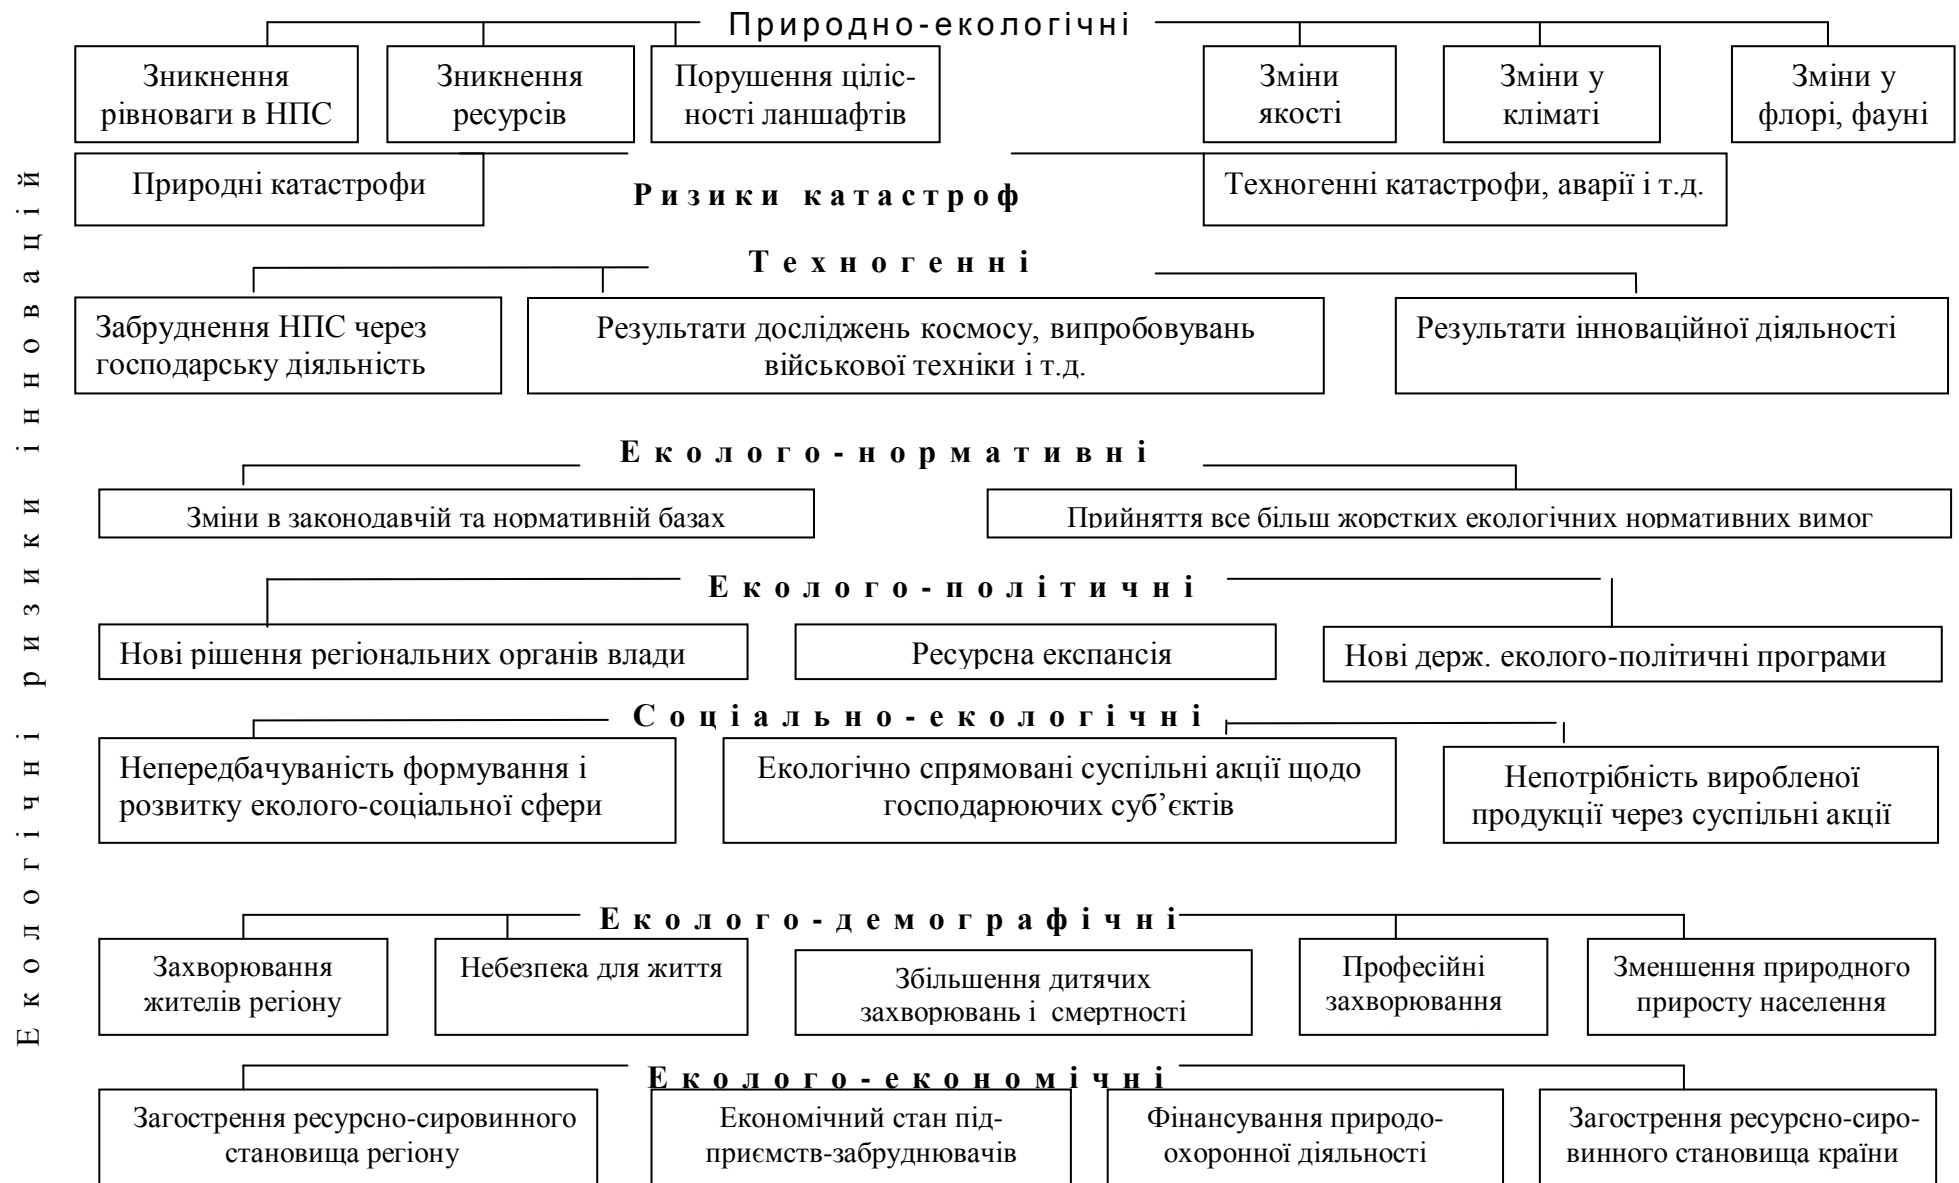 Екологічні ризики інновацій
Природно-екологічні
Зникнення
рівноваги в НПС
Зникнення
ресурсів
Порушення ціліс-
ності ланшафтів
Зміни
якості
Зміни у
кліматі
Зміни у
флорі, фауні
Природні катастрофи
Ризики катастроф
Техногенні катастрофи, аварії і т.д.
Техногенні
Забруднення НПС через
господарську діяльність
Результати досліджень космосу, випробовувань
військової техніки і т.д.
Результати інноваційної діяльності
Еколого-нормативні
Зміни в законодавчій та нормативній базах
Прийняття все більш жорстких екологічних нормативних вимог
Еколого-політичні
Нові рішення регіональних органів влади
Ресурсна експансія
Нові держ. еколого-політичні програми
Соціально-екологічні
Непередбачуваність формування і
розвитку еколого-соціальної сфери
Екологічно спрямовані суспільні акції щодо
господарюючих суб’єктів
Непотрібність виробленої
продукції через суспільні акції
Еколого-демографічні
Захворювання
жителів регіону
Небезпека для життя
Збільшення дитячих
захворювань і смертності
Професійні
захворювання
Зменшення природного
приросту населення
Еколого-економічні
Загострення ресурсно-сировинного
становища регіону
Економічний стан під-
приємств-забруднювачів
Фінансування природо-
охоронної діяльності
Загострення ресурсно-сиро-
винного становища країни